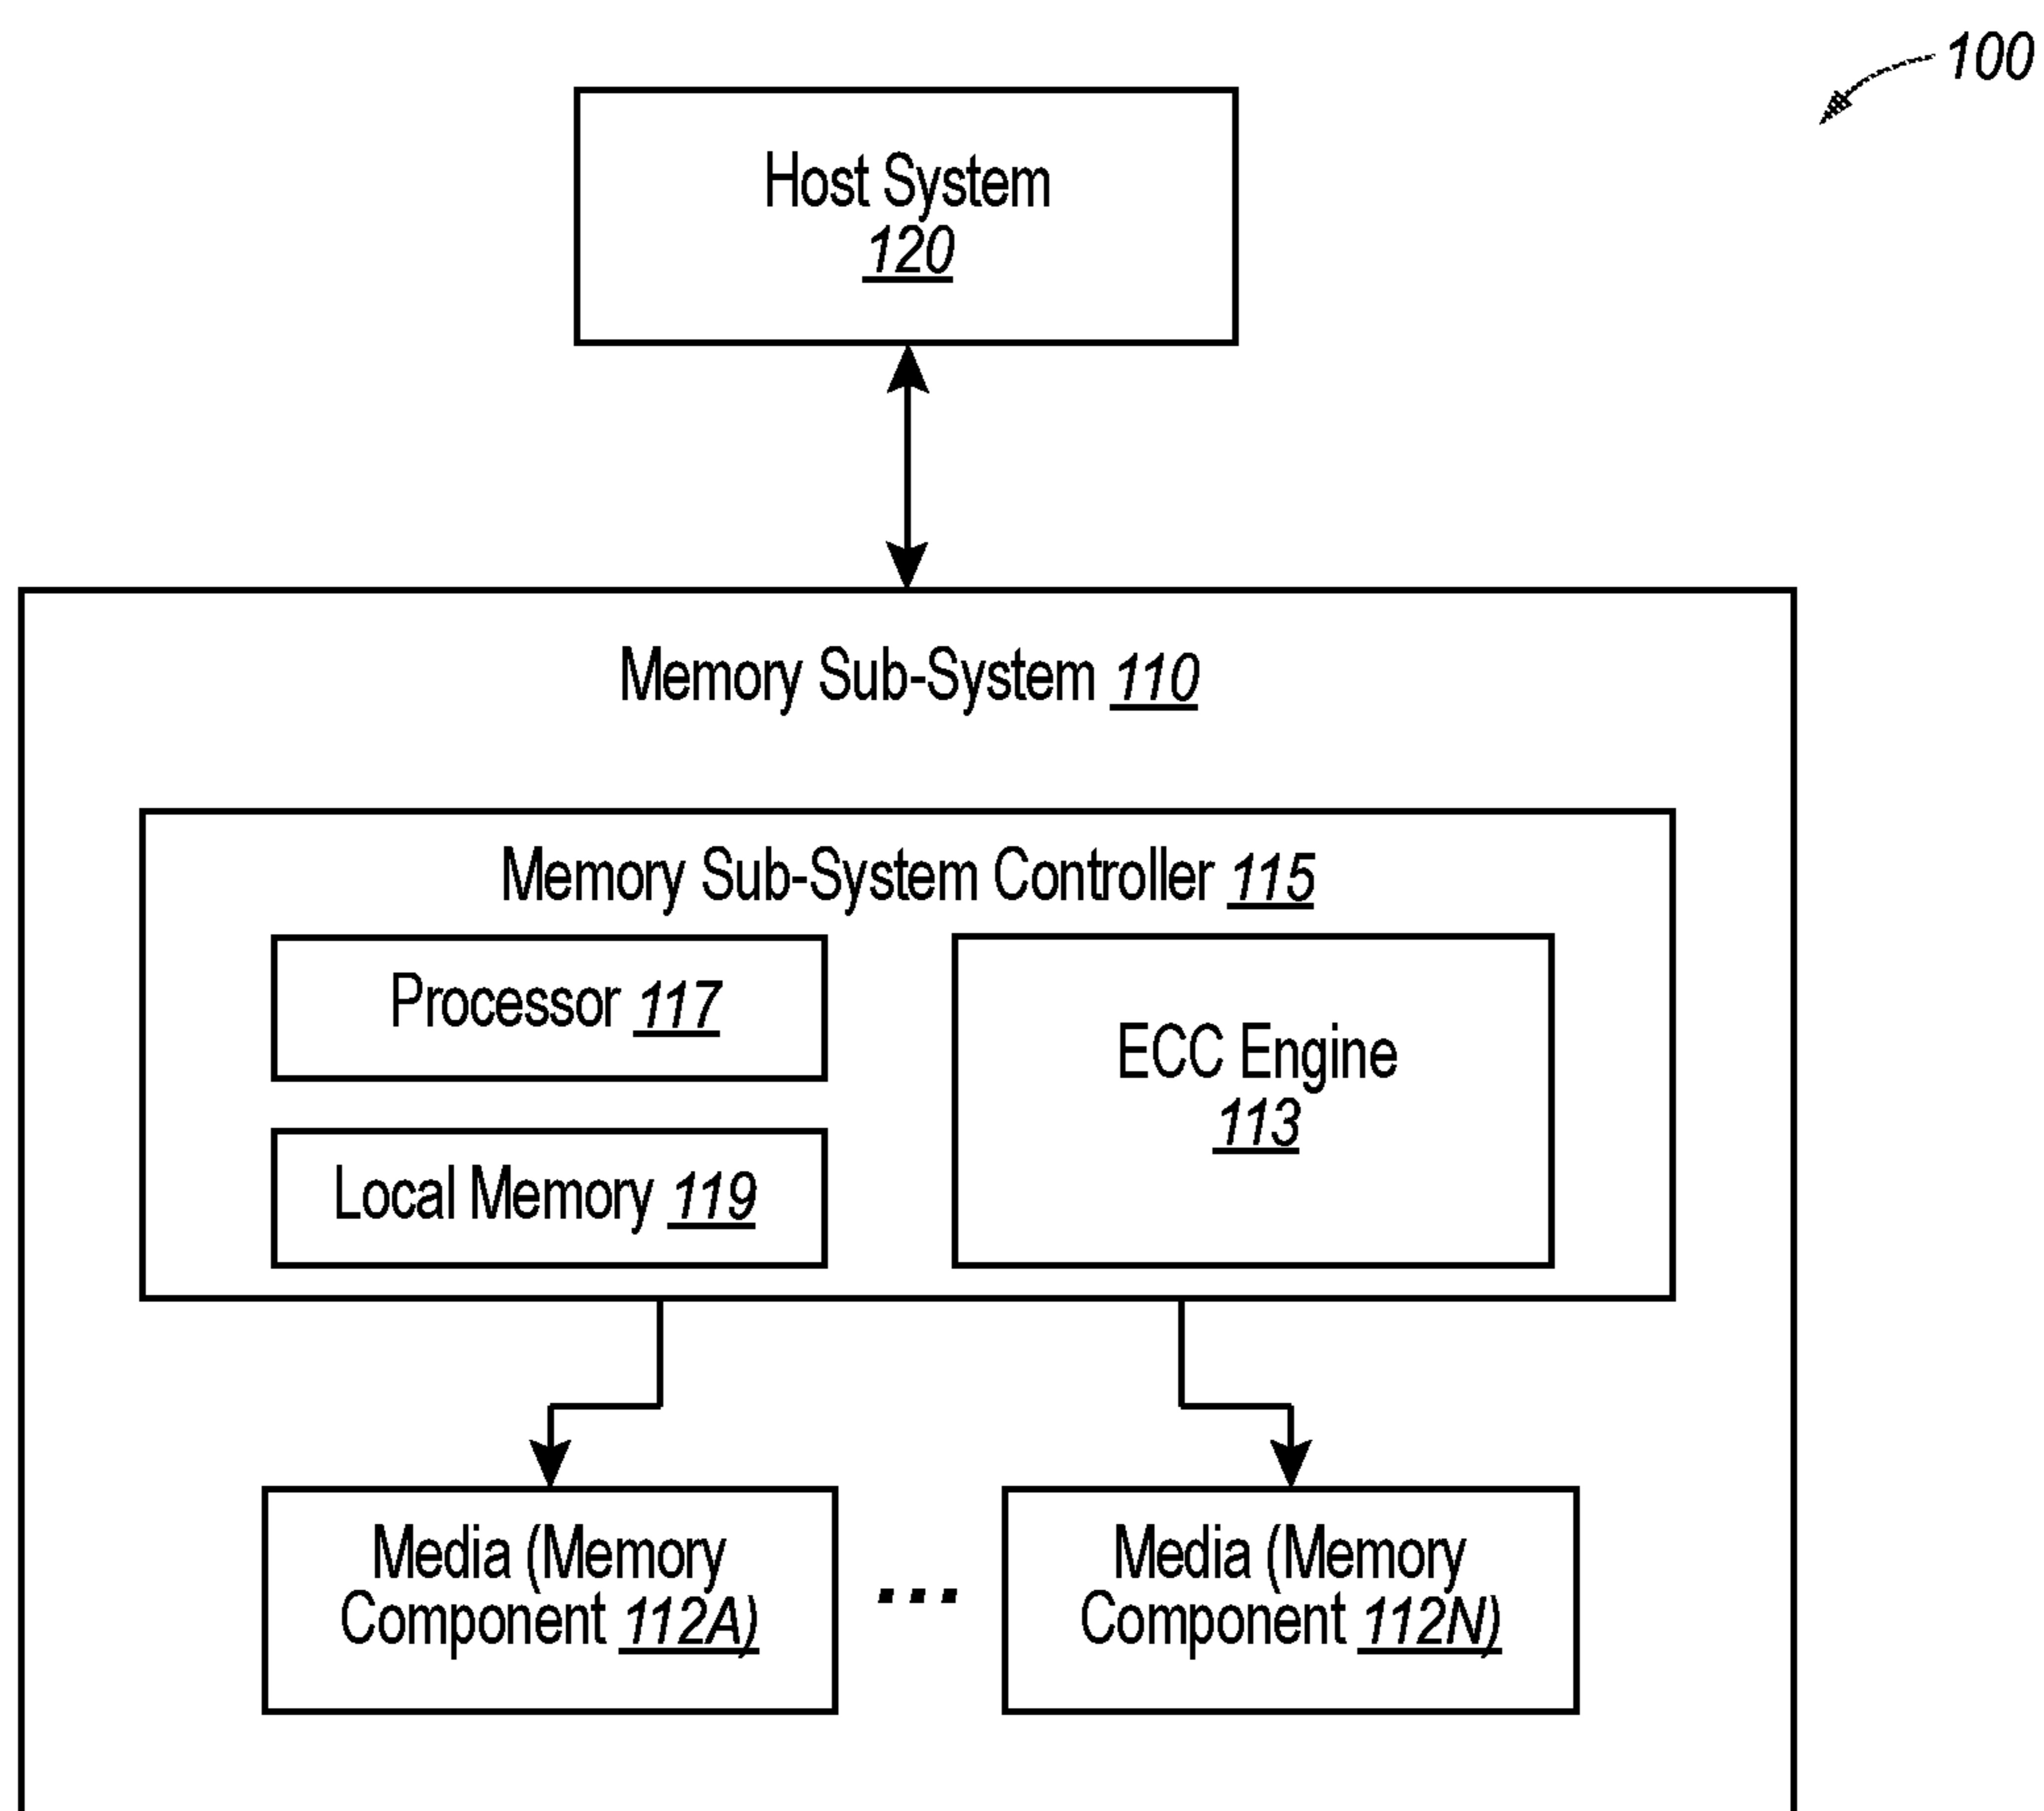 100
Host System
120
Memory Sub-System 110
Memory Sub-System Controller 115
Processor 117
ECC Engine
113
Local Memory 119
Media (Memory
Component 112A)
...
Media (Memory
Component 112N)